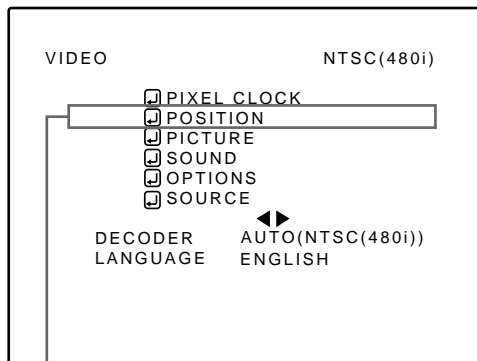 VIDEO NTSC(480i)
PIXEL CLOCK
POSITION
PICTURE
SOUND
OPTIONS
SOURCE
DECODER AUTO(NTSC(480i))
LANGUAGE ENGLISH